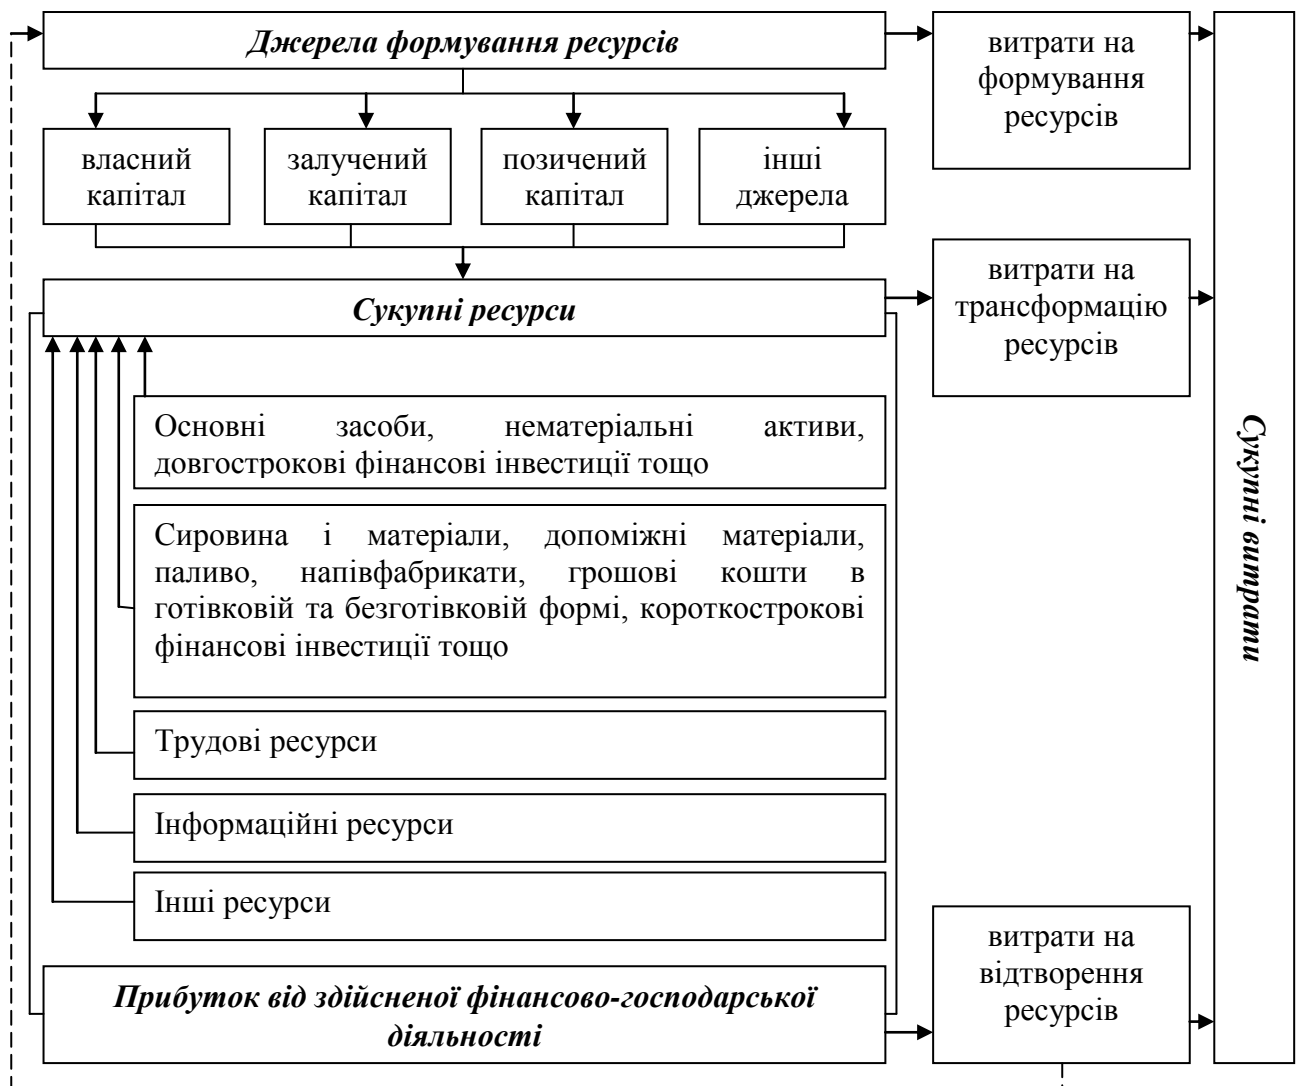 Джерела формування ресурсів
витрати на
формування
ресурсів
власний
капітал
залучений
капітал
позичений
капітал
інші
джерела
Сукупні ресурси
витрати на
трансформацію
ресурсів
Основні засоби, нематеріальні активи,
довгострокові фінансові інвестиції тощо
Сировина і матеріали, допоміжні матеріали,
паливо, напівфабрикати, грошові кошти в
готівковій та безготівковій формі, короткострокові
фінансові інвестиції тощо
Трудові ресурси
Інформаційні ресурси
Інші ресурси
Прибуток від здійсненої фінансово-господарської
діяльності
витрати на
відтворення
ресурсів
Сукупні витрати